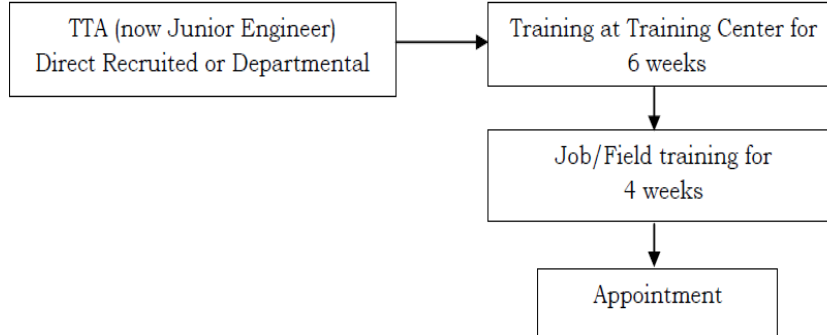 TTA (now Junior Engineer)
Direct Recruited or Departmental
Training at Training Center for
6 weeks
Job/Field training for
4 weeks
Appointment